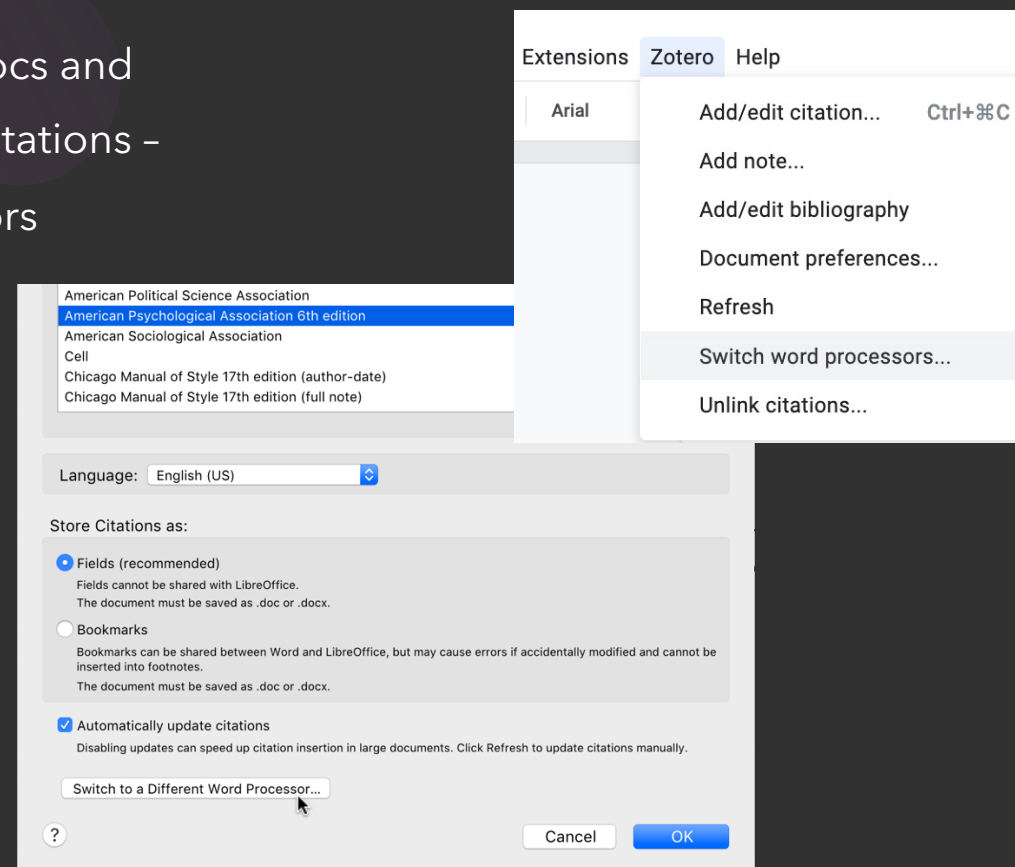 ocs and
tations –
ors
Extensions Zotero Help
Arial
Add/edit citation... Ctrl+⌘C
Add note...
Add/edit bibliography
Document preferences...
Refresh
Switch word processors...
Unlink citations...
American Political Science Association
American Psychological Association 6th edition
American Sociological Association
Cell
Chicago Manual of Style 17th edition (author-date)
Chicago Manual of Style 17th edition (full note)
Language: English (US)
Store Citations as:
Fields (recommended)
Fields cannot be shared with LibreOffice.
The document must be saved as .doc or .docx.
Bookmarks
Bookmarks can be shared between Word and LibreOffice, but may cause errors if accidentally modified and cannot be
inserted into footnotes.
The document must be saved as .doc or .docx.
Automatically update citations
Disabling updates can speed up citation insertion in large documents. Click Refresh to update citations manually.
Switch to a Different Word Processor...
?
Cancel OK